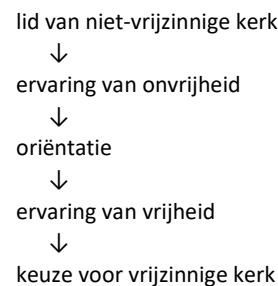 lid van niet-vrijzinnige kerk
↓
ervaring van onvrijheid
↓
oriëntatie
↓
ervaring van vrijheid
↓
keuze voor vrijzinnige kerk